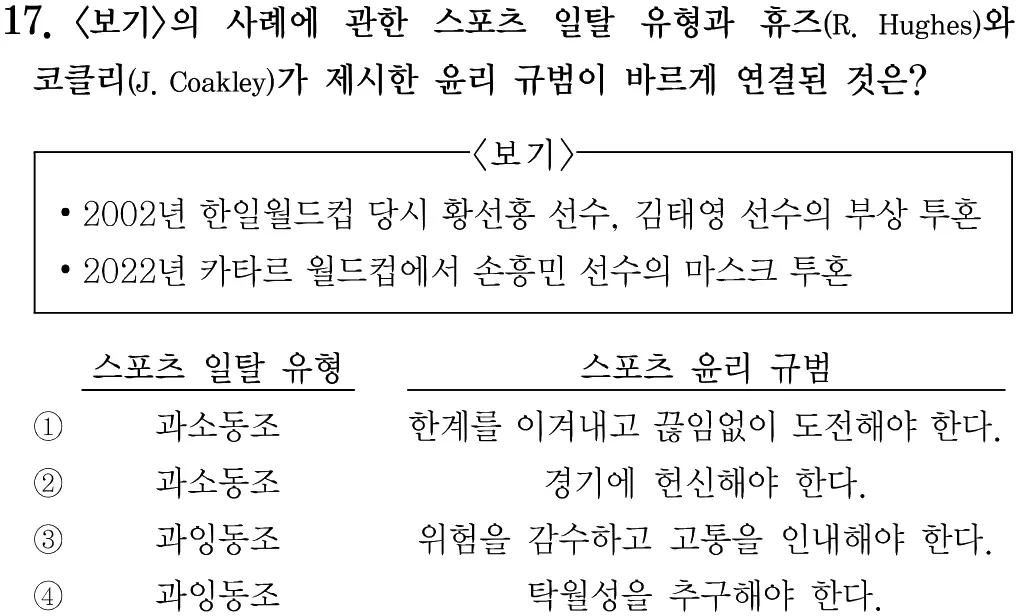 17. 〈보기〉의 사례에 관한 스포츠 일탈 유형과 휴즈(R. Hughes)와
코클리(J. Coakley)가 제시한 윤리 규범이 바르게 연결된 것은?
〈보기〉
• 2002년 한일월드컵 당시 황선홍 선수, 김태영 선수의 부상 투혼
• 2022년 카타르 월드컵에서 손흥민 선수의 마스크 투혼
스포츠 일탈 유형 스포츠 윤리 규범
① 과소동조 한계를 이겨내고 끊임없이 도전해야 한다.
② 과소동조 경기에 헌신해야 한다.
③ 과잉동조 위험을 감수하고 고통을 인내해야 한다.
④ 과잉동조 탁월성을 추구해야 한다.